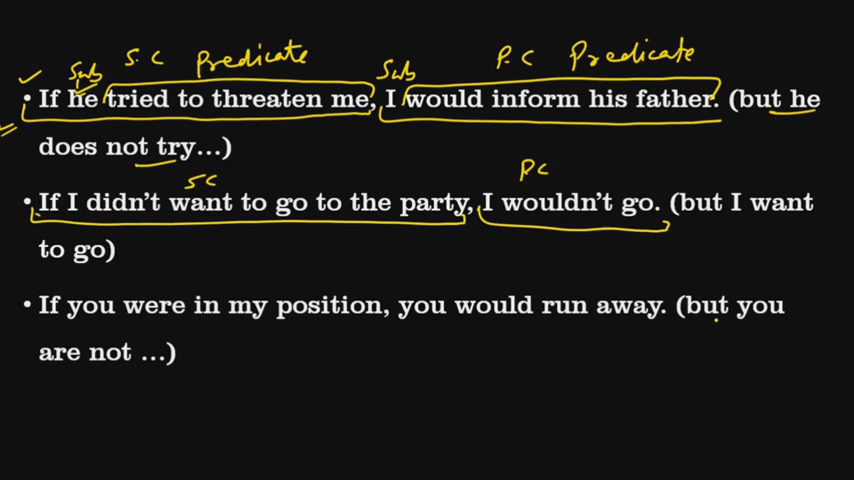 S.C Predicate P.C Predicate
Sub Sub
• If he tried to threaten me, I would inform his father. (but he
does not try...)
SC PC
• If I didn't want to go to the party, I wouldn't go. (but I want
to go)
• If you were in my position, you would run away. (but you
are not ...)